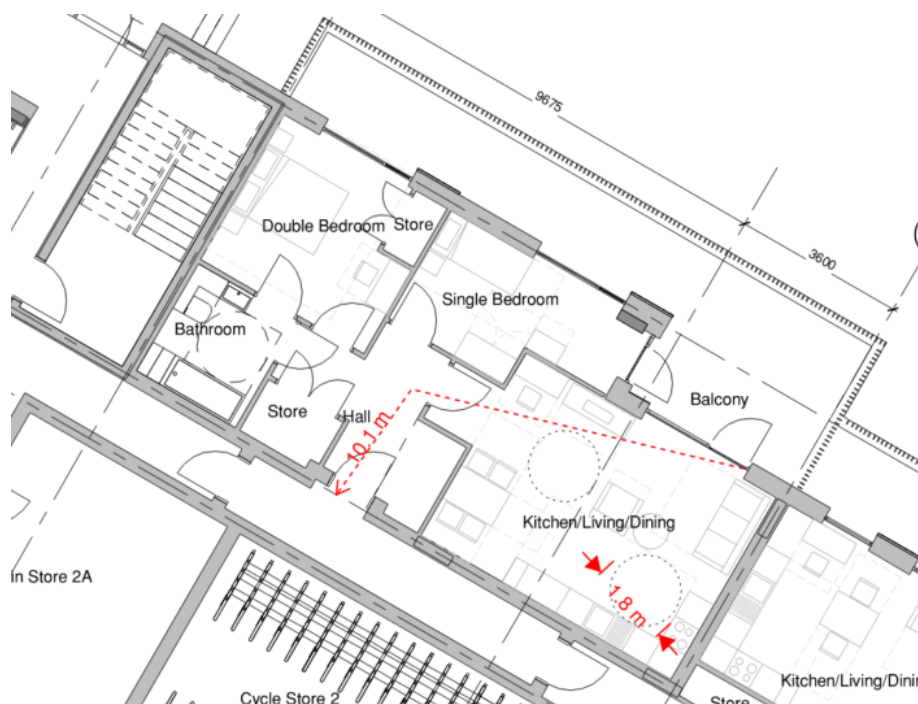 9675
3600
Double Bedroom
Store
Single Bedroom
Bathroom
Balcony
Store
Hall
10.1 m
Kitchen/Living/Dining
in Store 2A
1.8 m
Kitchen/Living/Dinin
Cycle Store 2
Store